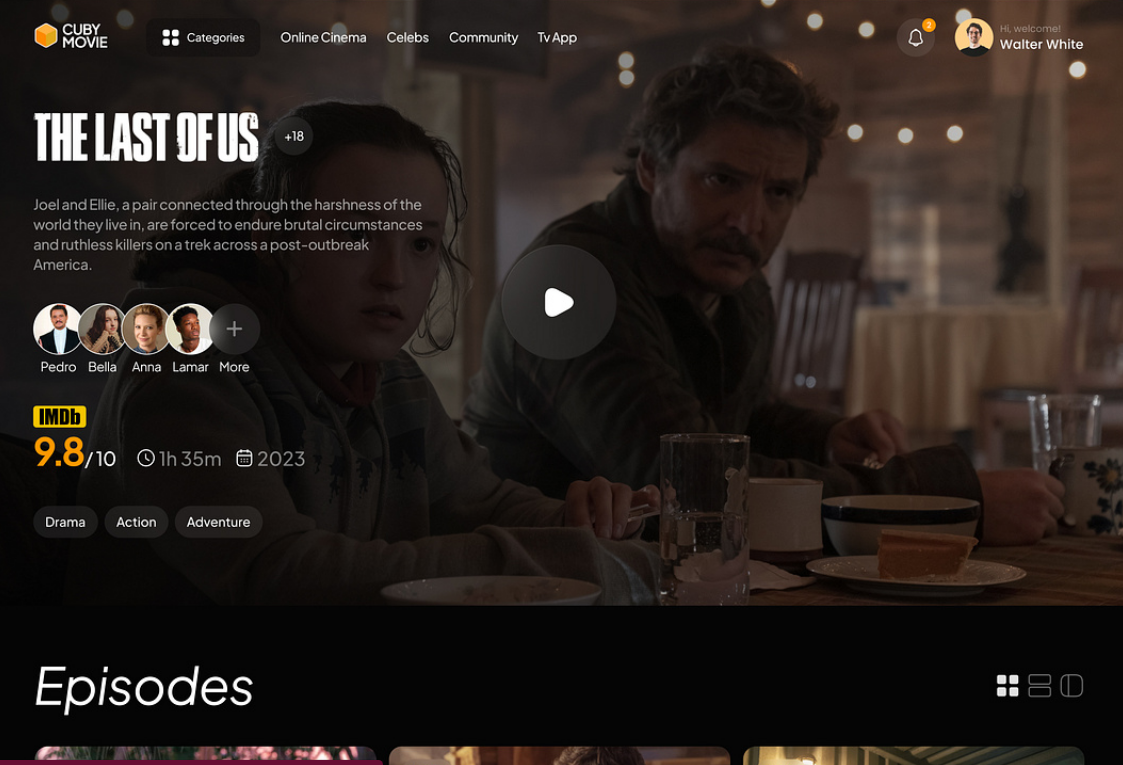 CUBY
MOVIE
Categories
Online Cinema
Celebs
Community
Tv App
2
Hi, welcome!
Walter White
THE LAST OF US
+18
Joel and Ellie, a pair connected through the harshness of the
world they live in, are forced to endure brutal circumstances
and ruthless killers on a trek across a post-outbreak
America.
Pedro
Bella
Anna
Lamar
More
IMDb
9.8/10
1h 35m
2023
Drama
Action
Adventure
Episodes